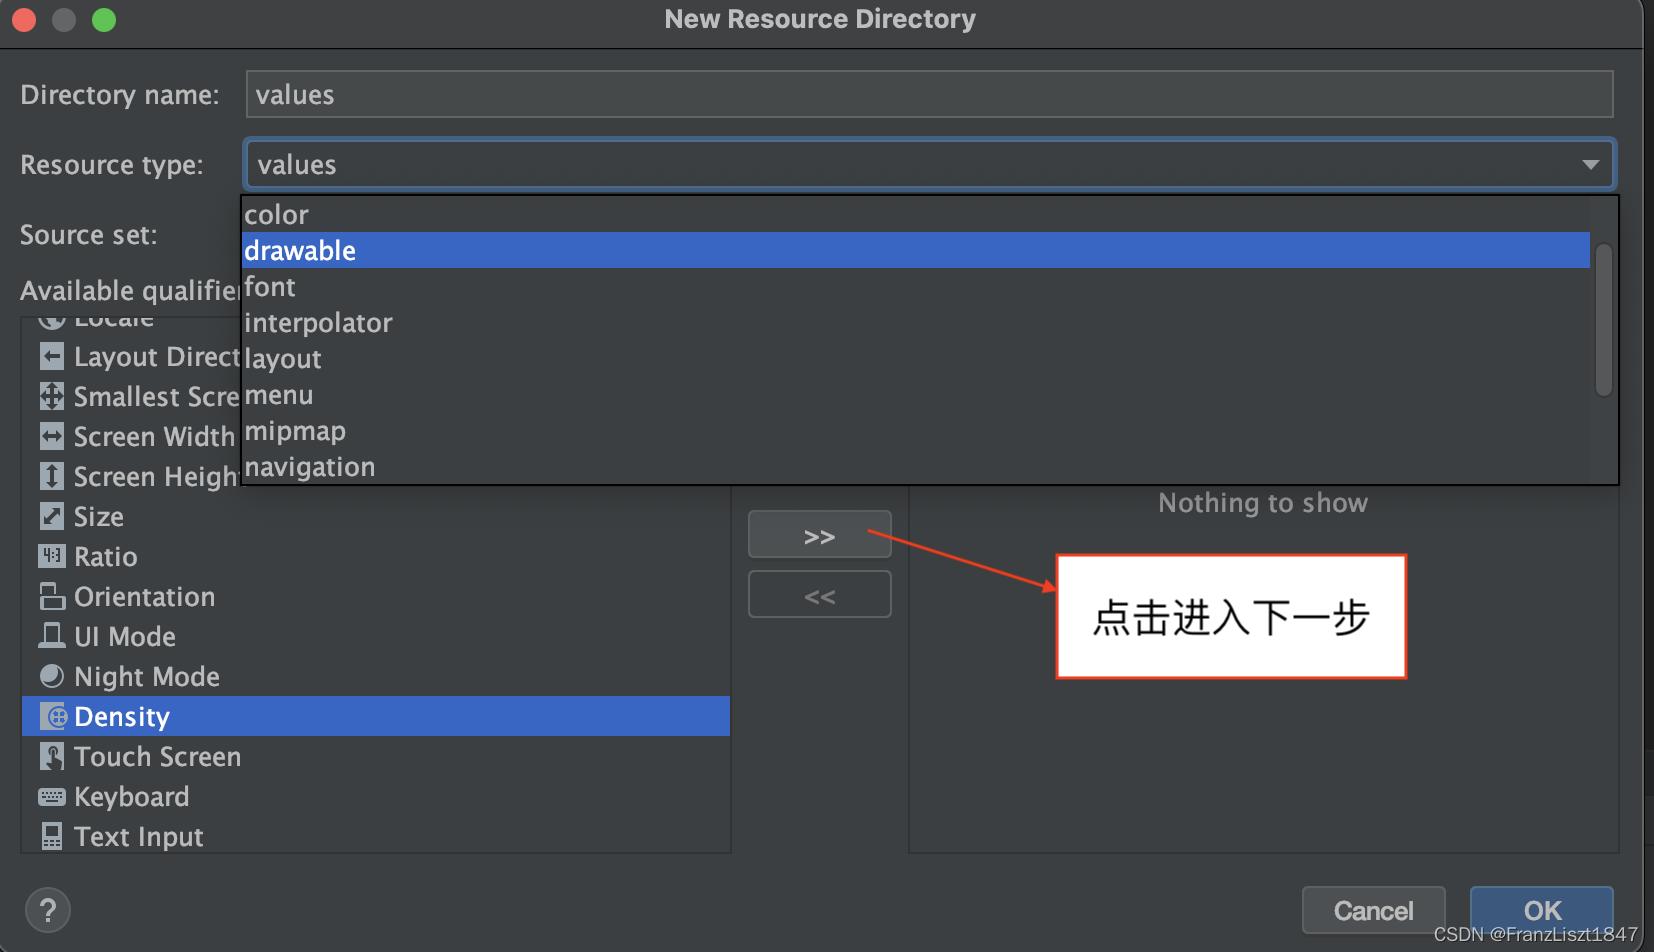 New Resource Directory
Directory name: values
Resource type: values
color
Source set:
drawable
Available qualifie
font
Locale
interpolator
Layout Direct
layout
Smallest Scre
menu
Screen Width
mipmap
Screen Heigh
navigation
Nothing to show
Size
>>
Ratio
<<
Orientation
点击进入下一步
UI Mode
Night Mode
Density
Touch Screen
Keyboard
Text Input
?
Cancel
OK
CSDN @FranzLiszt1847